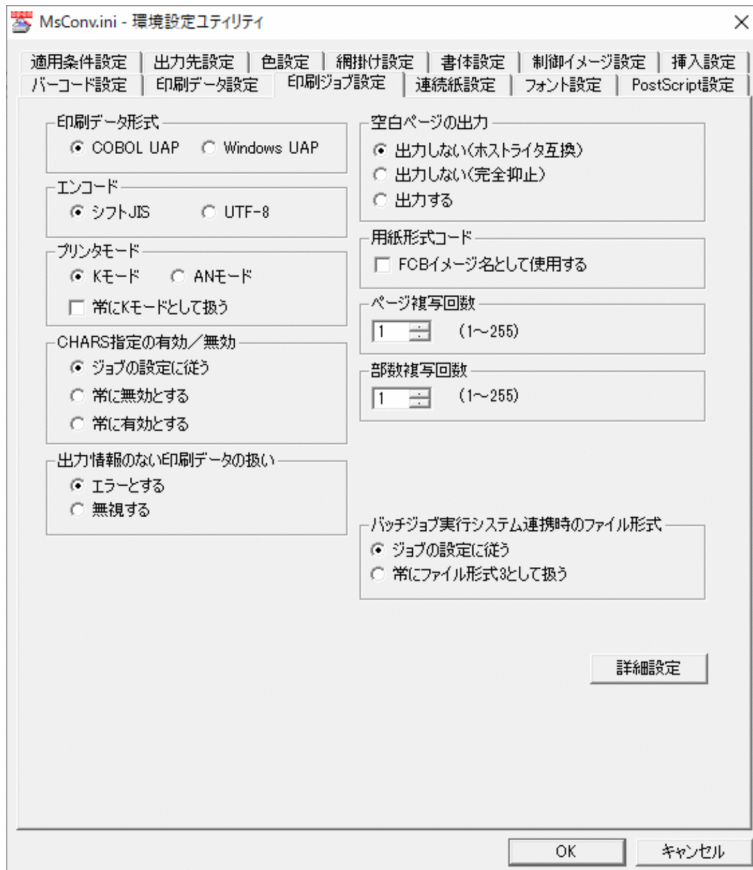 MsConv.ini - 環境設定ユティリティ
適用条件設定 出力先設定 色設定 網掛け設定 書体設定 制御イメージ設定 挿入設定
バーコード設定 印刷データ設定 印刷ジョブ設定 連続紙設定 フォント設定 PostScript設定
印刷データ形式
COBOL UAP Windows UAP
エンコード
シフトJIS UTF-8
プリンタモード
Kモード ANモード
常にKモードとして扱う
CHARS指定の有効／無効
ジョブの設定に従う
常に無効とする
常に有効とする
出力情報のない印刷データの扱い
エラーとする
無視する
空白ページの出力
出力しない(ホストライタ互換)
出力しない(完全抑止)
出力する
用紙形式コード
FCBイメージ名として使用する
ページ複写回数
1 (1～255)
部数複写回数
1 (1～255)
バッチジョブ実行システム連携時のファイル形式
ジョブの設定に従う
常にファイル形式3として扱う
詳細設定
OK キャンセル